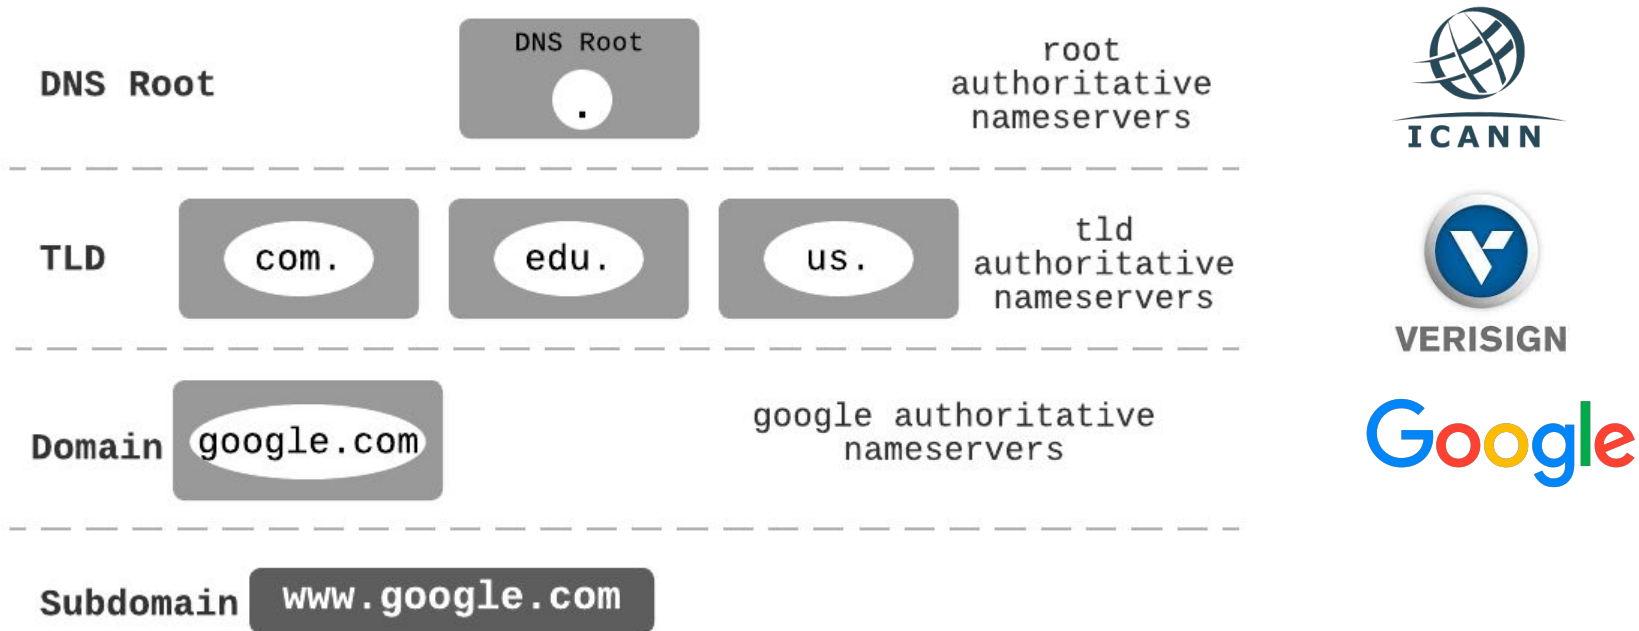 DNS Root
DNS Root
.
root
authoritative
nameservers
ICANN
TLD
com.
edu.
us.
tld
authoritative
nameservers
VERISIGN
Domain
google.com
google authoritative
nameservers
Google
Subdomain
www.google.com